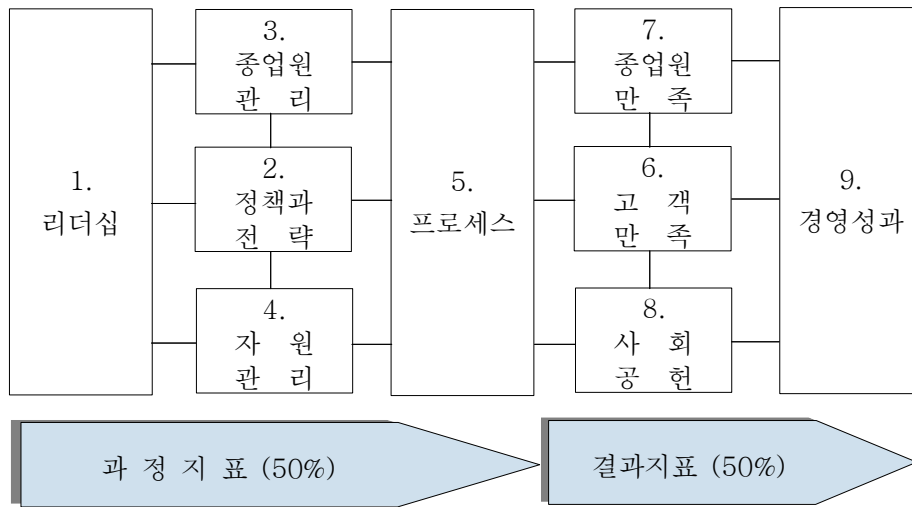 1.
리더십
3.
종업원
관 리
2.
정책과
전 략
4.
자 원
관 리
5.
프로세스
7.
종업원
만 족
6.
고 객
만 족
8.
사 회
공 헌
9.
경영성과
과 정 지 표 (50%)
결과지표 (50%)